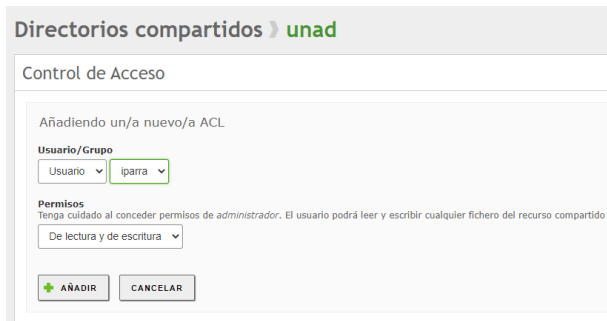 Directorios compartidos » unad
Control de Acceso
Añadiendo un/a nuevo/a ACL
Usuario/Grupo
Usuario iparra
Permisos
Tenga cuidado al conceder permisos de administrador. El usuario podrá leer y escribir cualquier fichero del recurso compartido
De lectura y de escritura
AÑADIR CANCELAR